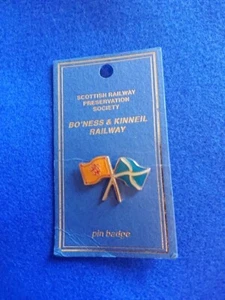 SCOTTISH RAILWAY
PRESERVATION
SOCIETY
BO'NESS & KINNEIL
RAILWAY
pin badge